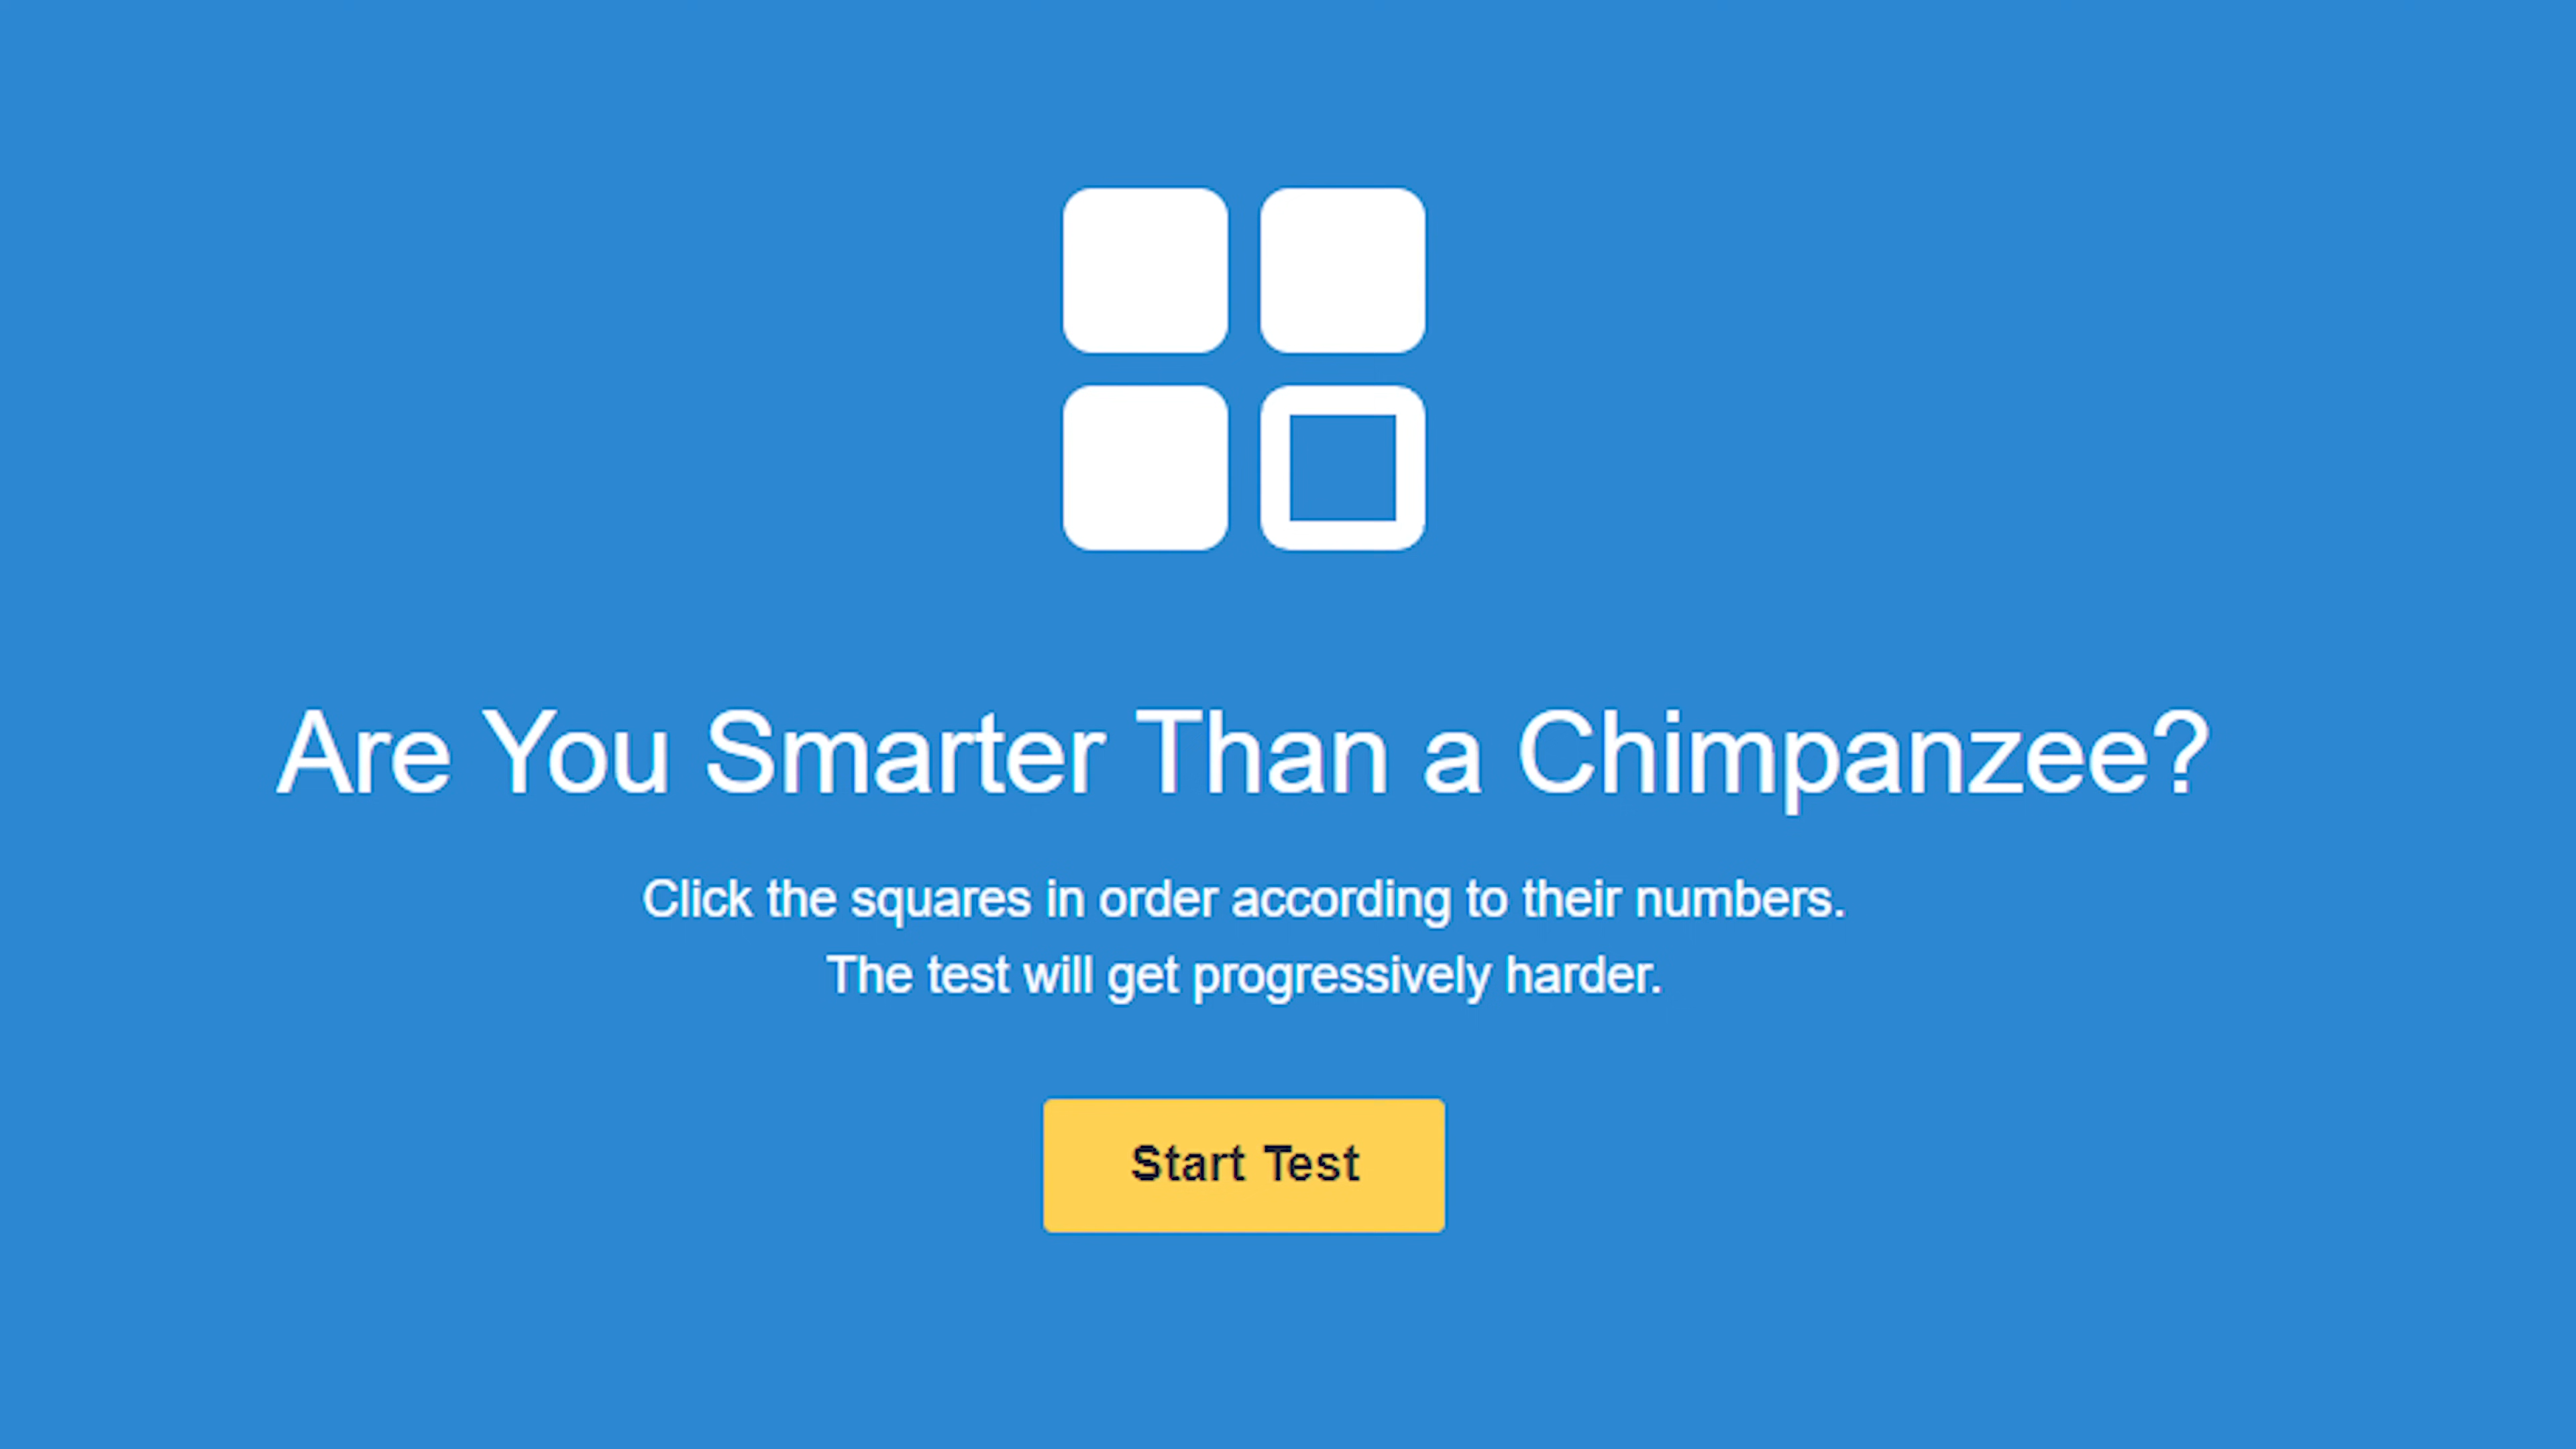 Are You Smarter Than a Chimpanzee?
Click the squares in order according to their numbers.
The test will get progressively harder.
Start Test